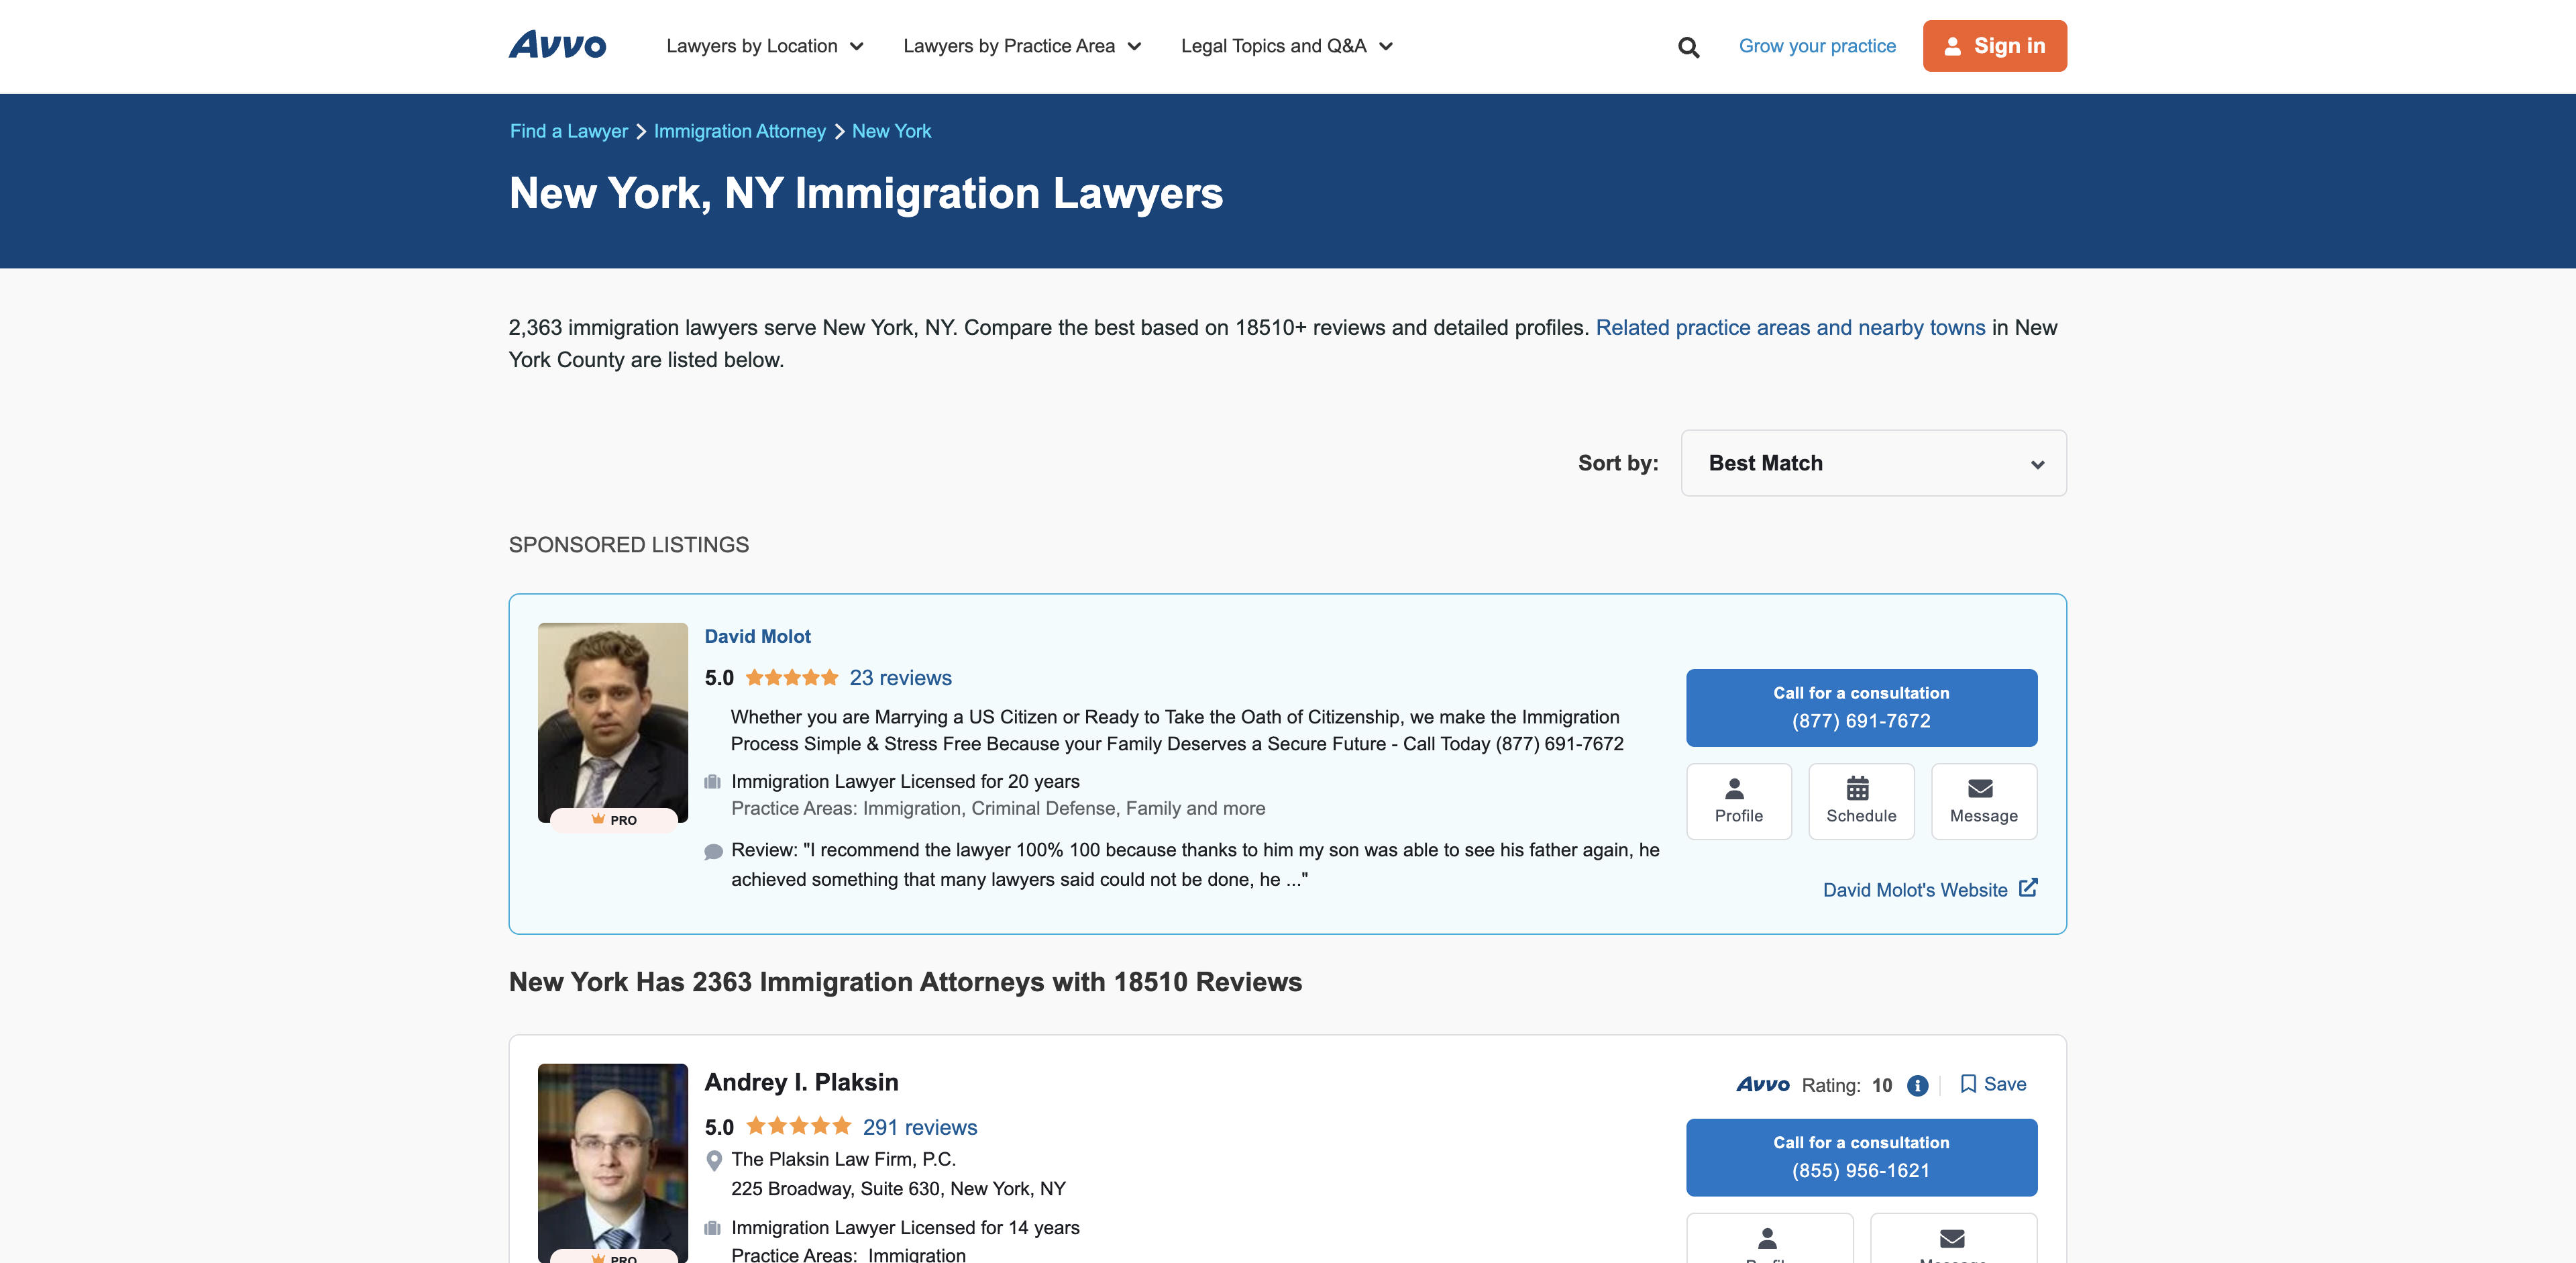 Avvo
Lawyers by Location
Lawyers by Practice Area
Legal Topics and Q&A
Grow your practice
Sign in
Find a Lawyer > Immigration Attorney > New York
New York, NY Immigration Lawyers
2,363 immigration lawyers serve New York, NY. Compare the best based on 18510+ reviews and detailed profiles. Related practice areas and nearby towns in New
York County are listed below.
Sort by:
Best Match
SPONSORED LISTINGS
David Molot
5.0 23 reviews
Whether you are Marrying a US Citizen or Ready to Take the Oath of Citizenship, we make the Immigration
Process Simple & Stress Free Because your Family Deserves a Secure Future - Call Today (877) 691-7672
Immigration Lawyer Licensed for 20 years
Practice Areas: Immigration, Criminal Defense, Family and more
PRO
Review: "I recommend the lawyer 100% 100 because thanks to him my son was able to see his father again, he
achieved something that many lawyers said could not be done, he ..."
Call for a consultation
(877) 691-7672
Profile
Schedule
Message
David Molot's Website
New York Has 2363 Immigration Attorneys with 18510 Reviews
Andrey I. Plaksin
5.0 291 reviews
The Plaksin Law Firm, P.C.
225 Broadway, Suite 630, New York, NY
Immigration Lawyer Licensed for 14 years
Practice Areas: Immigration
PRO
Avvo Rating: 10
Save
Call for a consultation
(855) 956-1621